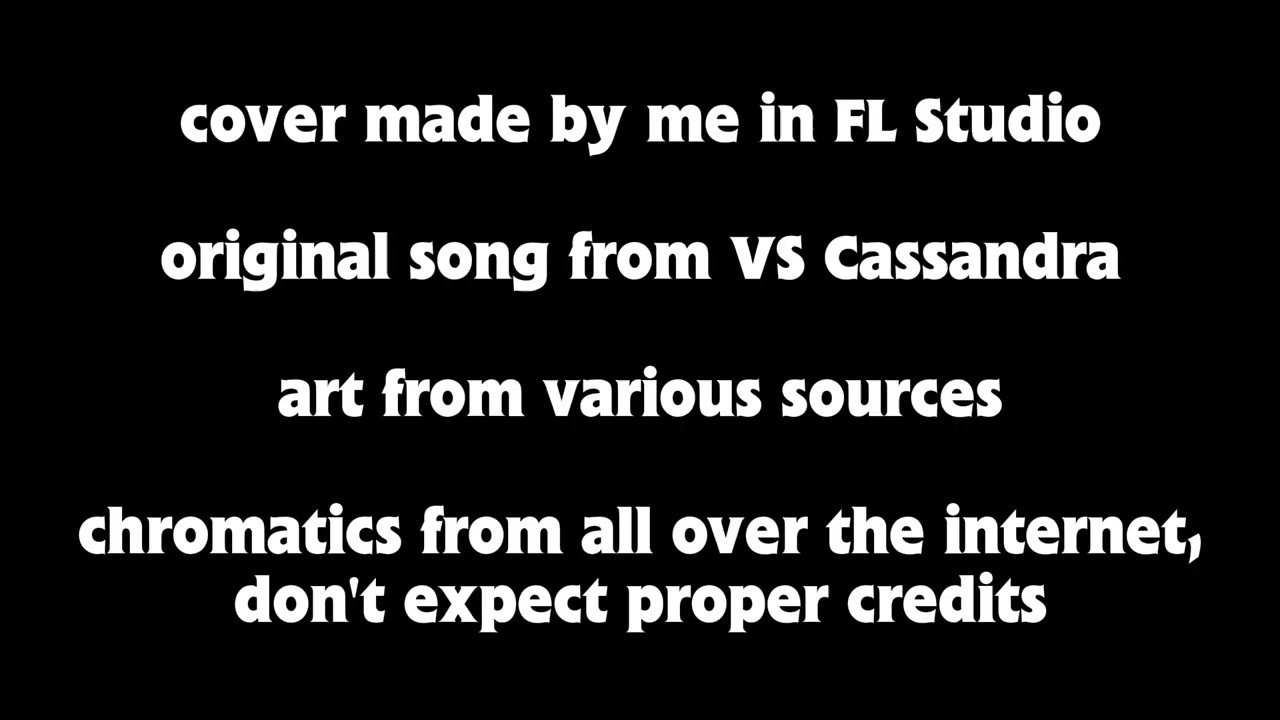 cover made by me in FL Studio
original song from VS Cassandra
art from various sources
chromatics from all over the internet,
don't expect proper credits